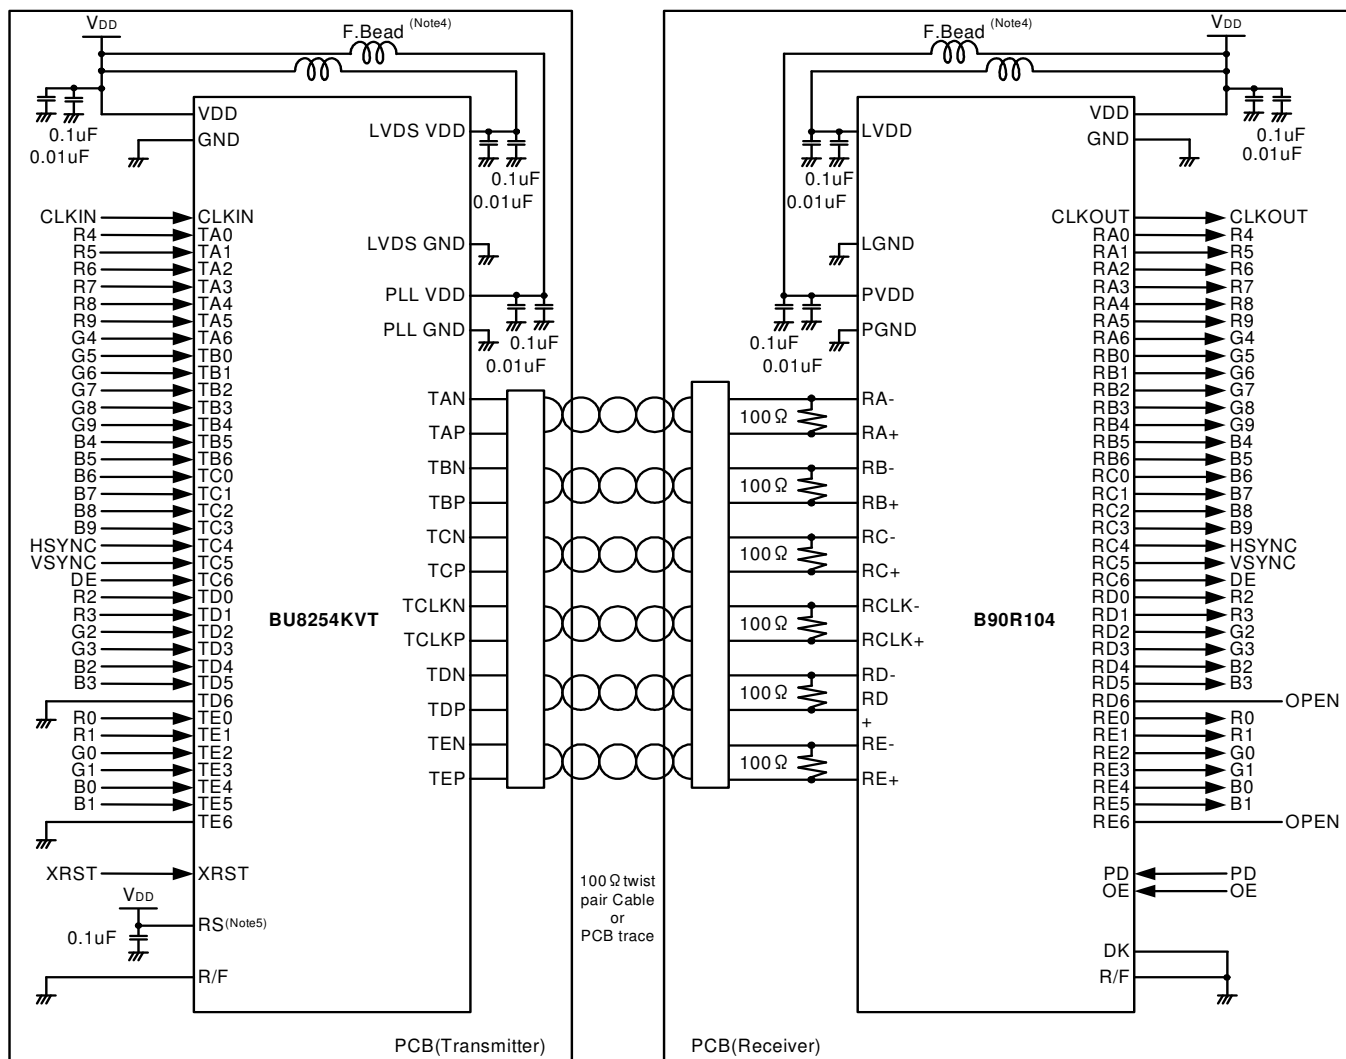 VDD
F.Bead (Note4)
0.1uF
0.01uF
VDD
GND
LVDS VDD
0.1uF
0.01uF
LVDS GND
PLL VDD
PLL GND
0.1uF
0.01uF
CLKIN CLKIN
R4 TA0
R5 TA1
R6 TA2
R7 TA3
R8 TA4
R9 TA5
G4 TA6
G5 TB0
G6 TB1
G7 TB2
G8 TB3
G9 TB4
B4 TB5
B5 TB6
B6 TC0
B7 TC1
B8 TC2
B9 TC3
HSYNC TC4
VSYNC TC5
DE TC6
R2 TD0
R3 TD1
G2 TD2
G3 TD3
B2 TD4
B3 TD5
TD6
R0 TE0
R1 TE1
G0 TE2
G1 TE3
B0 TE4
B1 TE5
TE6
XRST XRST
VDD
RS(Note5)
0.1uF
R/F
BU8254KVT
TAN
TAP
TBN
TBP
TCN
TCP
TCLKN
TCLKP
TDN
TDP
TEN
TEP
PCB(Transmitter)
100Ω twist
pair Cable
or
PCB trace
F.Bead (Note4)
VDD
0.1uF
0.01uF
VDD
GND
LVDD
0.1uF
0.01uF
LGND
PVDD
PGND
0.1uF
0.01uF
100Ω
RA-
RA+
100Ω
RB-
RB+
100Ω
RC-
RC+
100Ω
RCLK-
RCLK+
100Ω
RD-
RD
+
100Ω
RE-
RE+
B90R104
CLKOUT CLKOUT
RA0 R4
RA1 R5
RA2 R6
RA3 R7
RA4 R8
RA5 R9
RA6 G4
RB0 G5
RB1 G6
RB2 G7
RB3 G8
RB4 G9
RB5 B4
RB6 B5
RC0 B6
RC1 B7
RC2 B8
RC3 B9
RC4 HSYNC
RC5 VSYNC
RC6 DE
RD0 R2
RD1 R3
RD2 G2
RD3 G3
RD4 B2
RD5 B3
RD6 OPEN
RE0 R0
RE1 R1
RE2 G0
RE3 G1
RE4 B0
RE5 B1
RE6 OPEN
PD PD
OE OE
DK
R/F
PCB(Receiver)